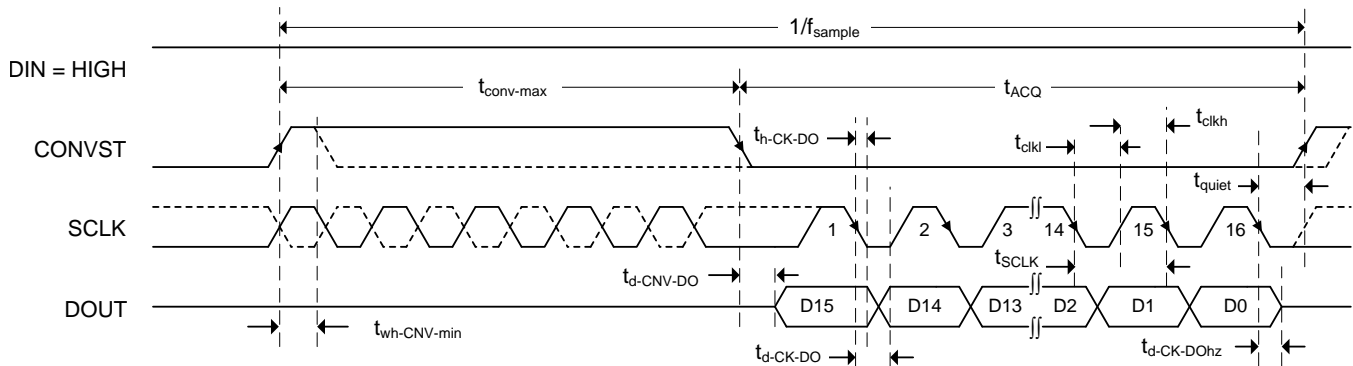 1/fsample
DIN = HIGH
tconv-max
tACQ
CONVST
th-CK-DO
tclkl
tclkh
tquiet
SCLK
1 2 3 14 15 16
td-CNV-DO
tSCLK
DOUT
D15 D14 D13 D2 D1 D0
twh-CNV-min
td-CK-DO
td-CK-DOhz